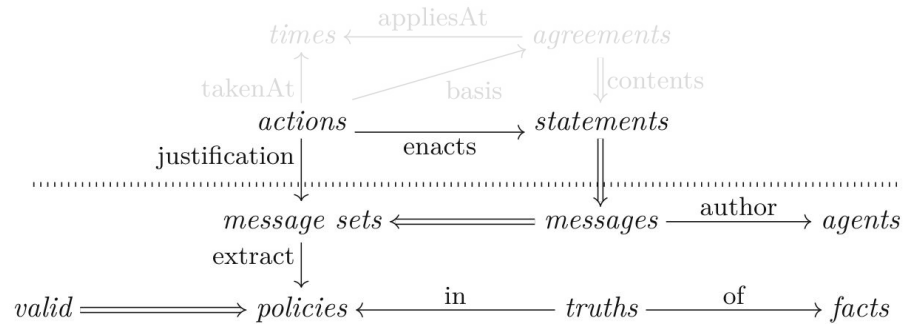 appliesAt
times agreements
takenAt basis contents
actions statements
justification enacts
message sets messages author agents
extract
valid policies in truths of facts